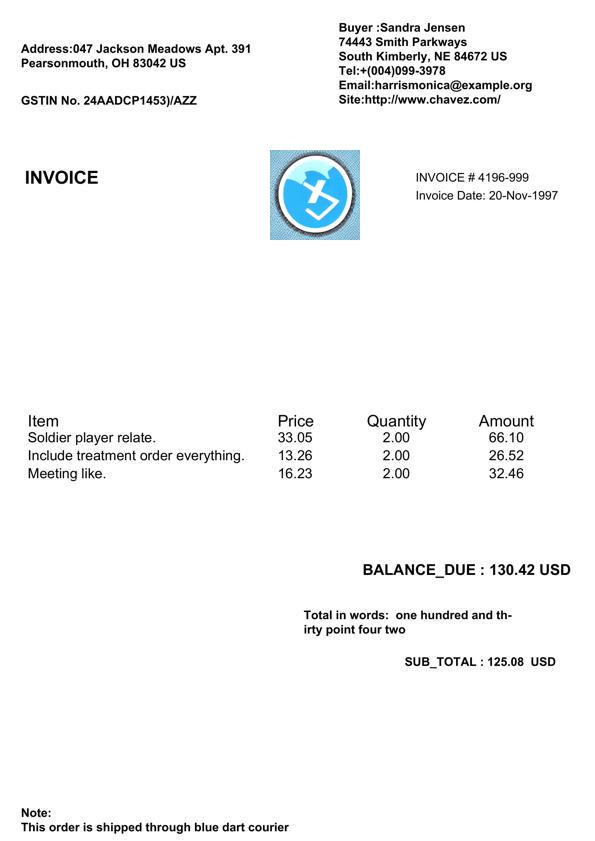 Address:047 Jackson Meadows Apt. 391
Pearsonmouth, OH 83042 US
GSTIN No. 24AADCP1453)/AZZ
Buyer :Sandra Jensen
74443 Smith Parkways
South Kimberly, NE 84672 US
Tel:+(004)099-3978
Email:harrismonica@example.org
Site:http://www.chavez.com/
INVOICE
INVOICE # 4196-999
Invoice Date: 20-Nov-1997
Item Price Quantity Amount
Soldier player relate. 33.05 2.00 66.10
Include treatment order everything. 13.26 2.00 26.52
Meeting like. 16.23 2.00 32.46
BALANCE_DUE : 130.42 USD
Total in words:  one hundred and th-
irty point four two
SUB_TOTAL : 125.08  USD
Note:
This order is shipped through blue dart courier